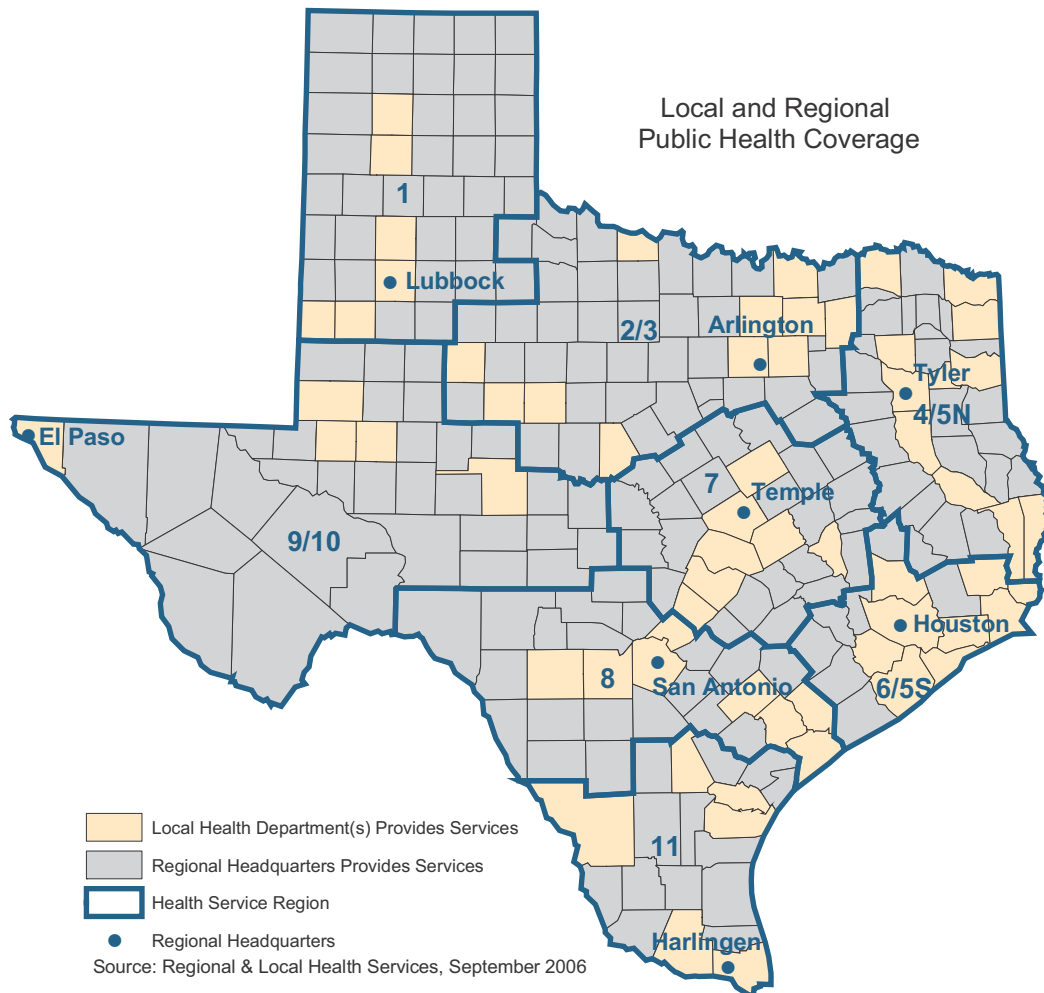 Local and Regional
Public Health Coverage
1
Lubbock
2/3
Arlington
Tyler
4/5N
El Paso
7
Temple
9/10
Houston
8
San Antonio
6/5S
11
Harlingen
Local Health Department(s) Provides Services
Regional Headquarters Provides Services
Health Service Region
Regional Headquarters
Source: Regional & Local Health Services, September 2006